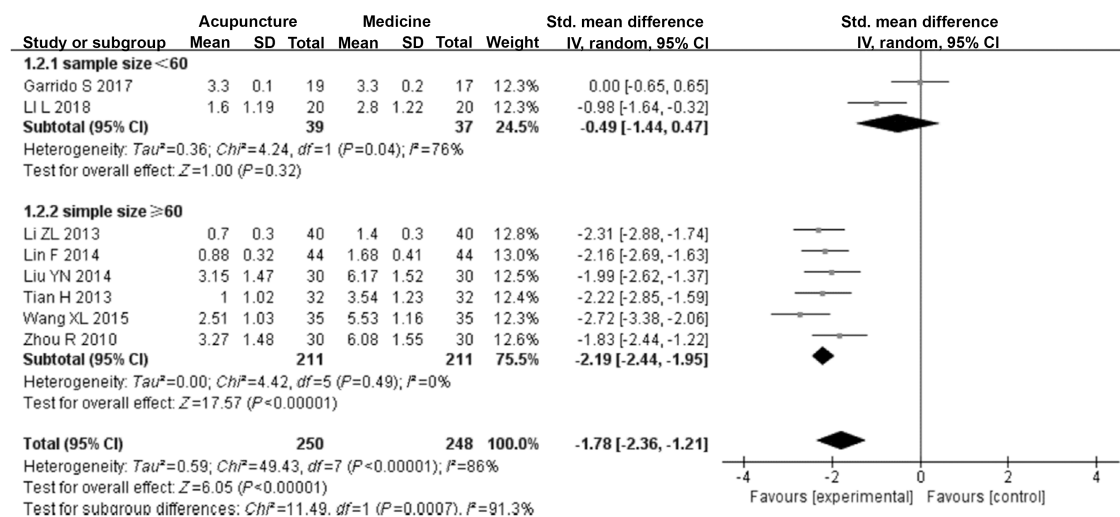 Acupuncture Medicine Std. mean difference Std. mean difference
Study or subgroup Mean SD Total Mean SD Total Weight IV, random, 95% CI IV, random, 95% CI
1.2.1 sample size <60
Garrido S 2017 3.3 0.1 19 3.3 0.2 17 12.3% 0.00 [-0.65, 0.65]
LI L 2018 1.6 1.19 20 2.8 1.22 20 12.3% -0.98 [-1.64, -0.32]
Subtotal (95% CI) 39 37 24.5% -0.49 [-1.44, 0.47]
Heterogeneity: Tau²=0.36; Chi²=4.24, df=1 (P=0.04); I²=76%
Test for overall effect: Z=1.00 (P=0.32)
1.2.2 simple size ≥60
Li ZL 2013 0.7 0.3 40 1.4 0.3 40 12.8% -2.31 [-2.88, -1.74]
Lin F 2014 0.88 0.32 44 1.68 0.41 44 13.0% -2.16 [-2.69, -1.63]
Liu YN 2014 3.15 1.47 30 6.17 1.52 30 12.5% -1.99 [-2.62, -1.37]
Tian H 2013 1 1.02 32 3.54 1.23 32 12.4% -2.22 [-2.85, -1.59]
Wang XL 2015 2.51 1.03 35 5.53 1.16 35 12.3% -2.72 [-3.38, -2.06]
Zhou R 2010 3.27 1.48 30 6.08 1.55 30 12.6% -1.83 [-2.44, -1.22]
Subtotal (95% CI) 211 211 75.5% -2.19 [-2.44, -1.95]
Heterogeneity: Tau²=0.00; Chi²=4.42, df=5 (P=0.49); I²=0%
Test for overall effect: Z=17.57 (P<0.00001)
Total (95% CI) 250 248 100.0% -1.78 [-2.36, -1.21]
Heterogeneity: Tau²=0.59; Chi²=49.43, df=7 (P<0.00001); I²=86%
Test for overall effect: Z=6.05 (P<0.00001)
Test for subgroup differences: Chi²=11.49, df=1 (P=0.0007), I²=91.3%
-4 -2 0 2 4
Favours [experimental] Favours [control]